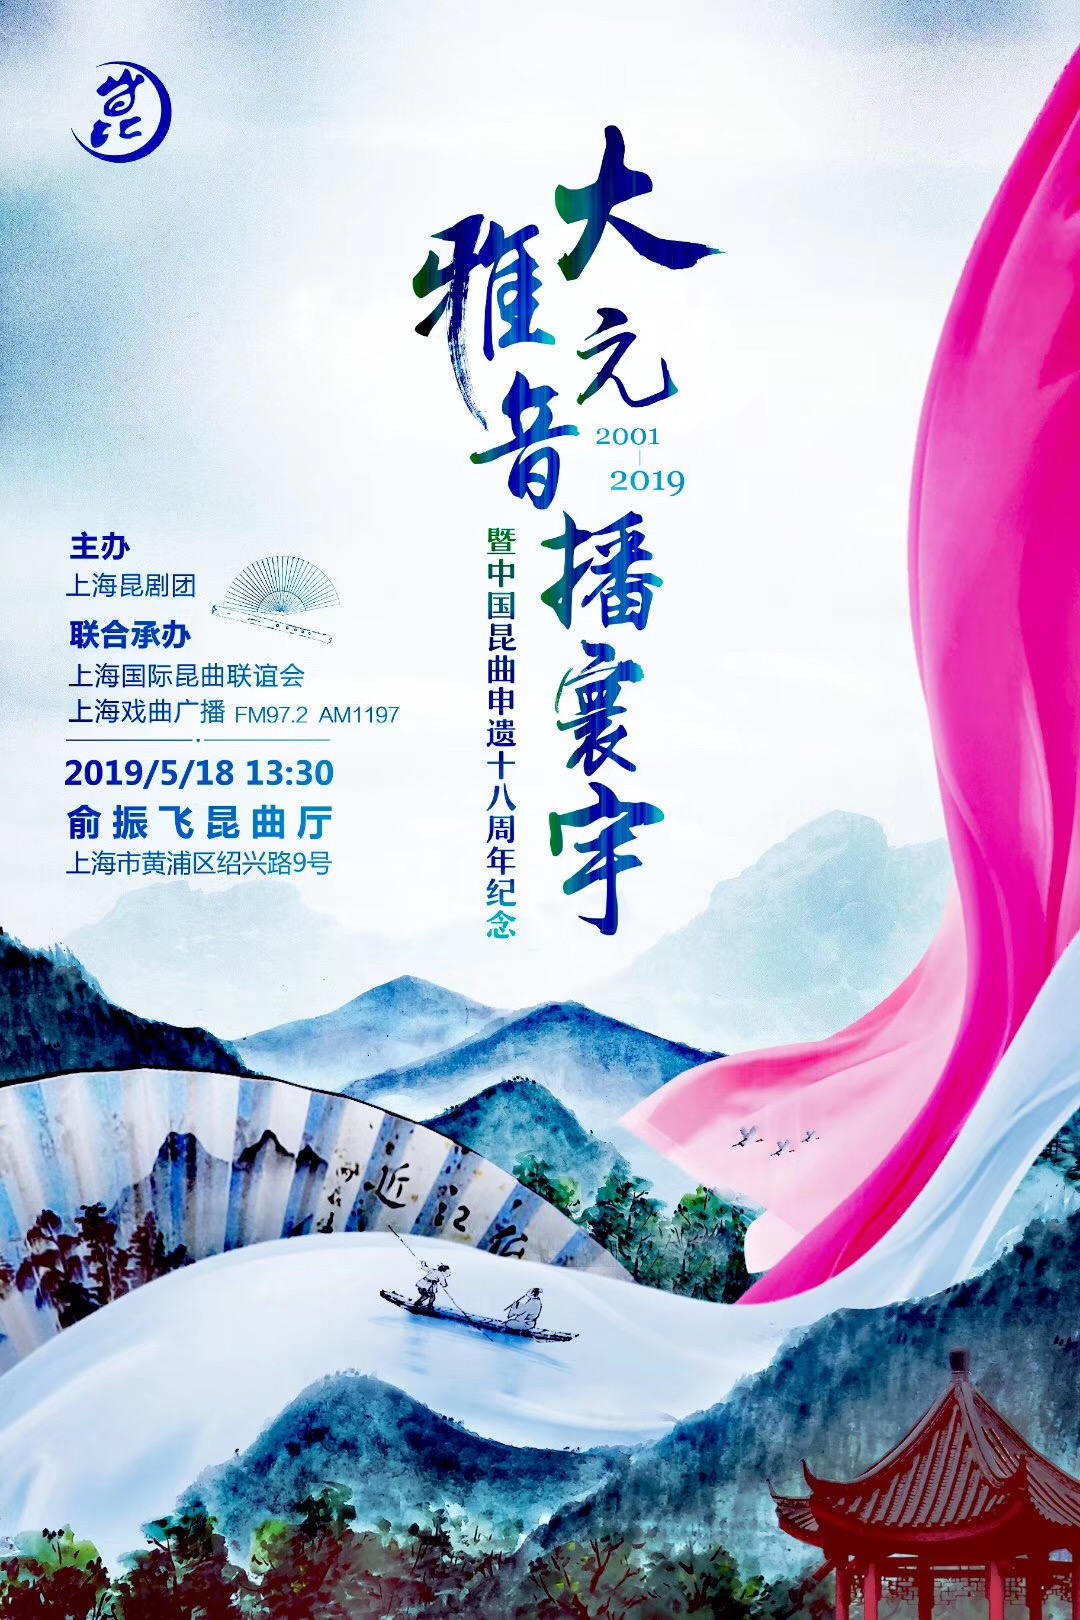 昆
大元
雅音
播寰宇
2001
2019
暨中国昆曲申遗十八周年纪念
主办
上海昆剧团
联合承办
上海国际昆曲联谊会
上海戏曲广播 FM97.2 AM1197
2019/5/18 13:30
俞振飞昆曲厅
上海市黄浦区绍兴路9号
近
江